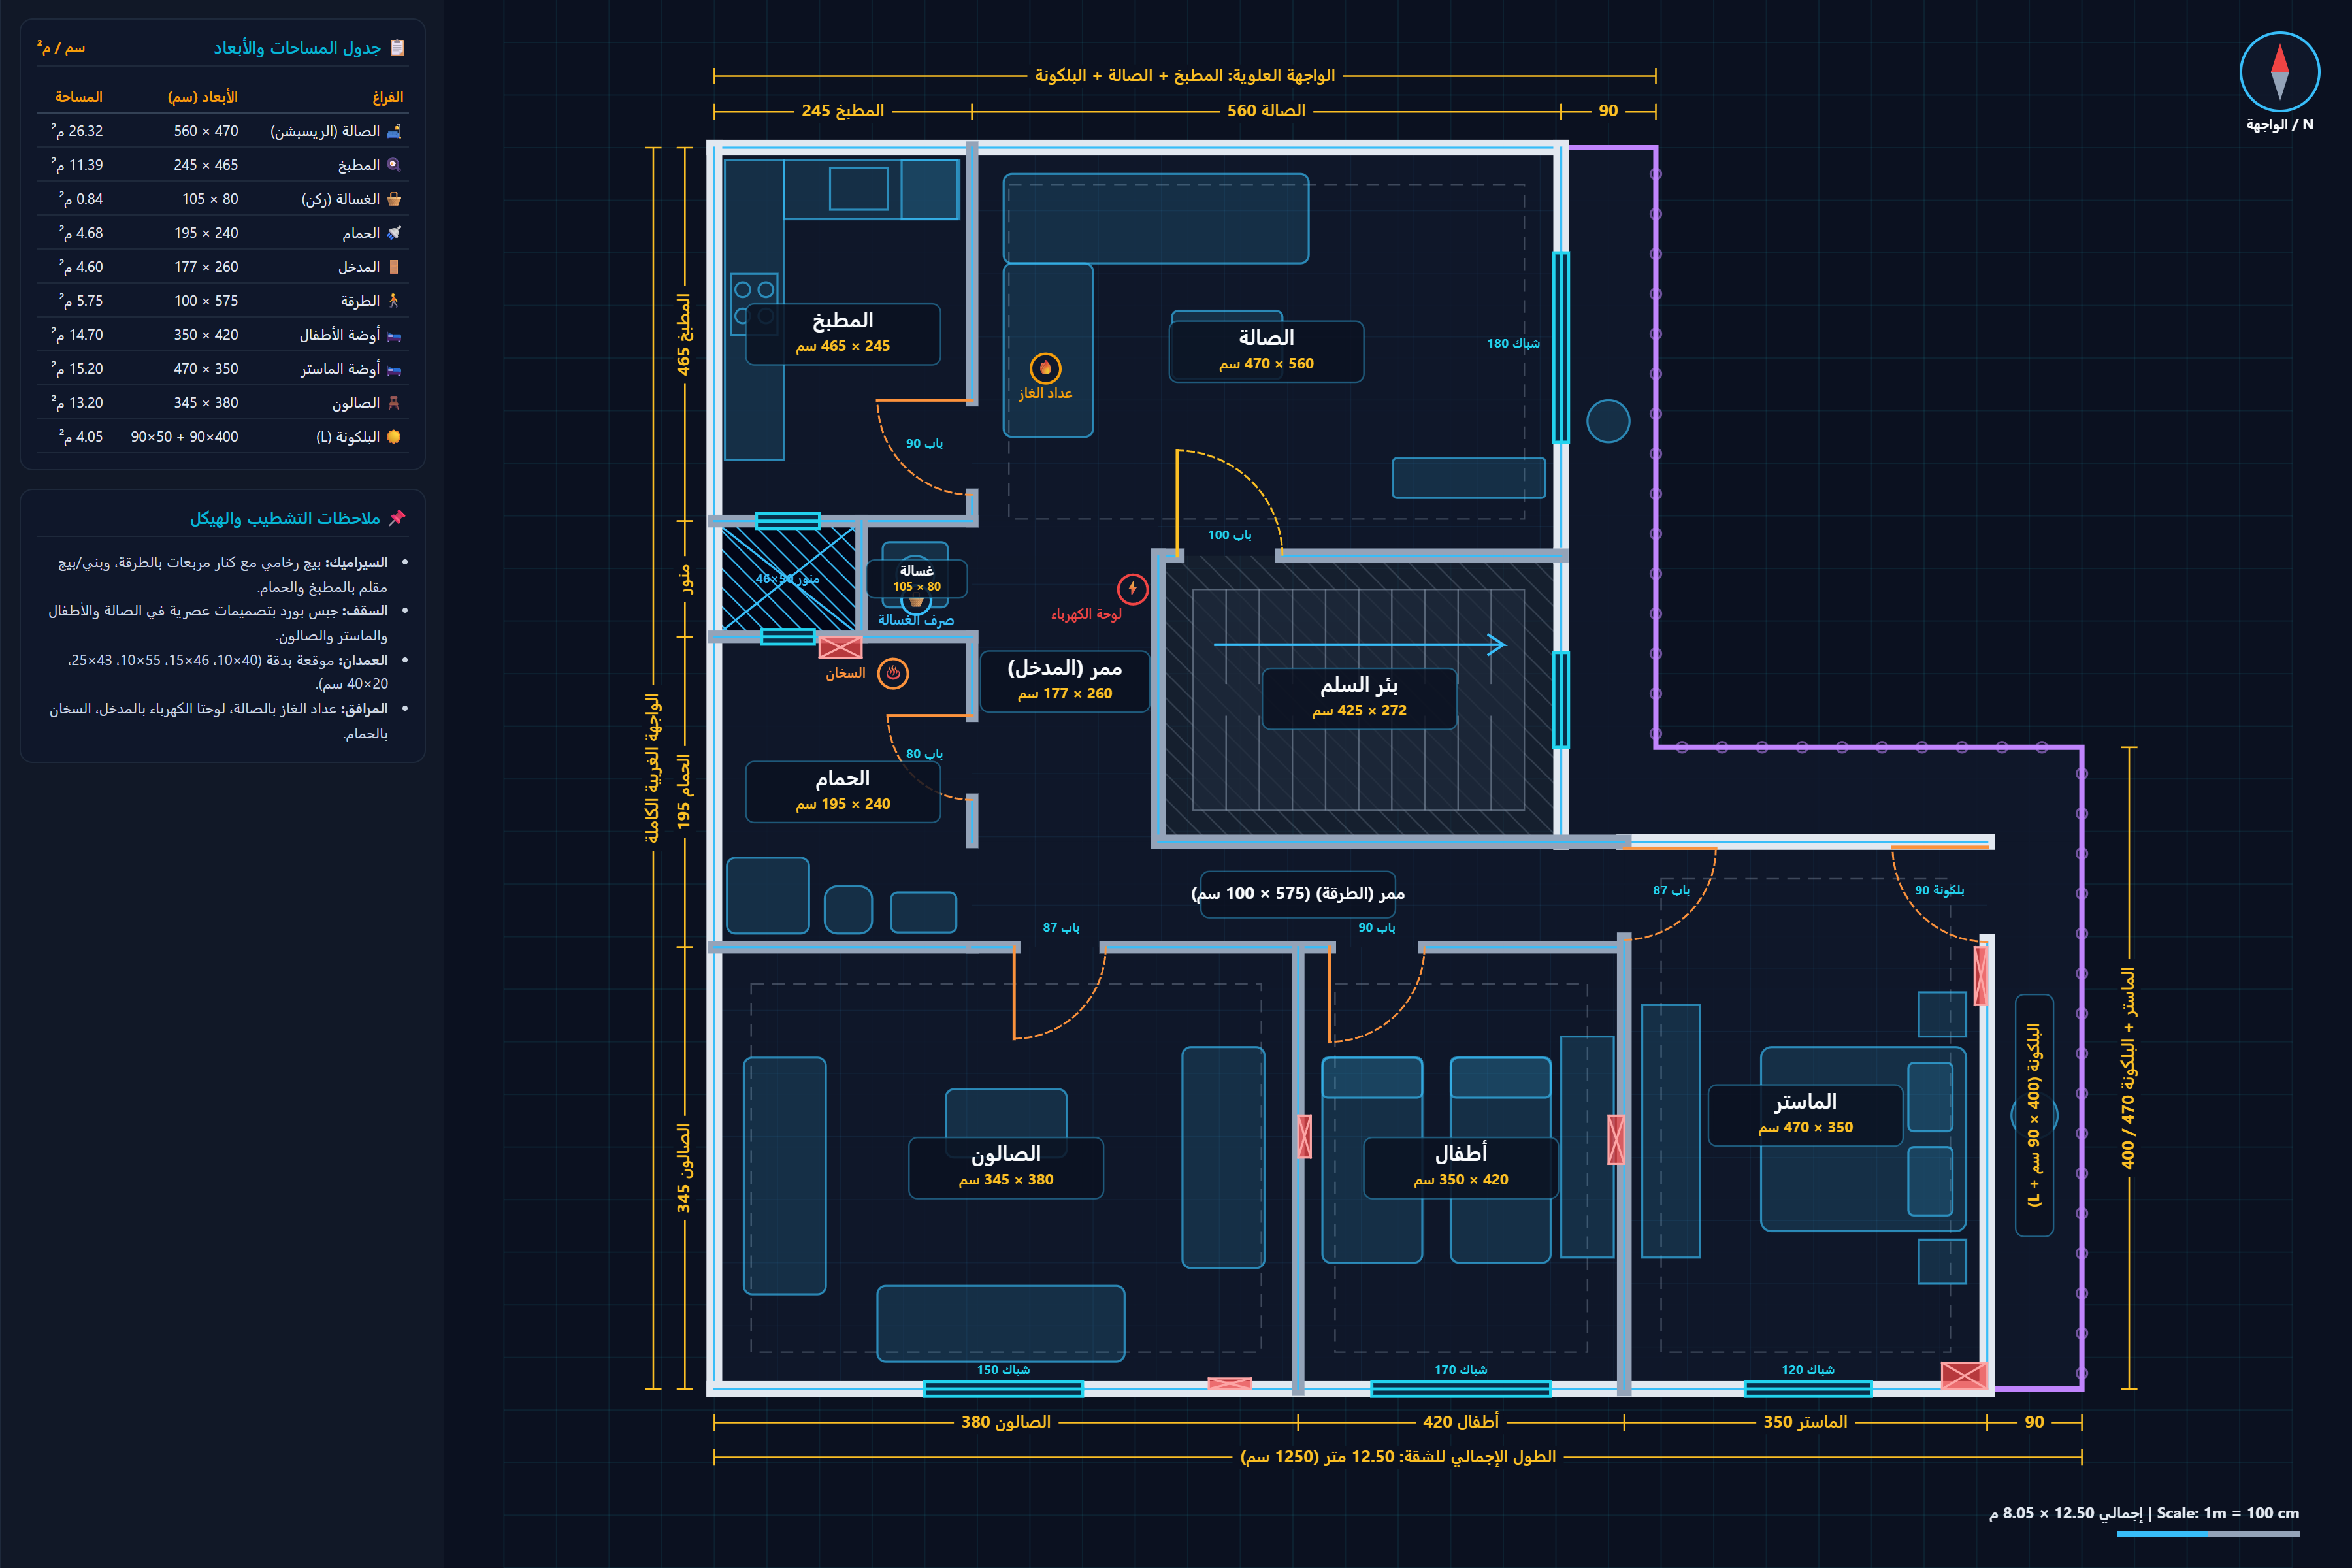 📋 جدول المساحات والأبعاد
سم / م²
الفراغ الأبعاد (سم) المساحة
🛋️ الصالة (الريسبشن) 470 × 560 26.32 م²
🍳 المطبخ 465 × 245 11.39 م²
🧺 الغسالة (ركن) 80 × 105 0.84 م²
🚿 الحمام 240 × 195 4.68 م²
🚪 المدخل 260 × 177 4.60 م²
🚶 الطرقة 575 × 100 5.75 م²
🛏️ أوضة الأطفال 420 × 350 14.70 م²
🛏️ أوضة الماستر 350 × 470 15.20 م²
🪑 الصالون 380 × 345 13.20 م²
🌞 البلكونة (L) 90×50 + 90×400 4.05 م²
📌 ملاحظات التشطيب والهيكل
• السيراميك: بيج رخامي مع كنار مربعات بالطرقة، وبني/بيج
مقلم بالمطبخ والحمام.
• السقف: جبس بورد بتصميمات عصرية في الصالة والأطفال
والماستر والصالون.
• العمدان: موقعة بدقة (40×10، 46×15، 55×10، 43×25،
20×40 سم).
• المرافق: عداد الغاز بالصالة، لوحتا الكهرباء بالمدخل، السخان
بالحمام.
الواجهة العلوية: المطبخ + الصالة + البلكونة
المطبخ 245
الصالة 560
90
N / الواجهة
المطبخ 465
منور
الحمام 195
الصالون 345
الواجهة الغربية الكاملة
المطبخ
245 × 465 سم
باب 90
الصالة
560 × 470 سم
شباك 180
عداد الغاز
باب 100
منور 50×46
غسالة
80 × 105
صرف الغسالة
لوحة الكهرباء
السخان
ممر (المدخل)
260 × 177 سم
بئر السلم
272 × 425 سم
باب 80
الحمام
240 × 195 سم
ممر (الطرقة) (575 × 100 سم)
باب 87
باب 90
باب 87
بلكونة 90
الصالون
380 × 345 سم
أطفال
420 × 350 سم
الماستر
350 × 470 سم
البلكونة (400 × 90 سم + L)
الماستر + البلكونة 470 / 400
شباك 150
شباك 170
شباك 120
الصالون 380
أطفال 420
الماستر 350
90
الطول الإجمالي للشقة: 12.50 متر (1250 سم)
Scale: 1m = 100 cm | إجمالي 12.50 × 8.05 م